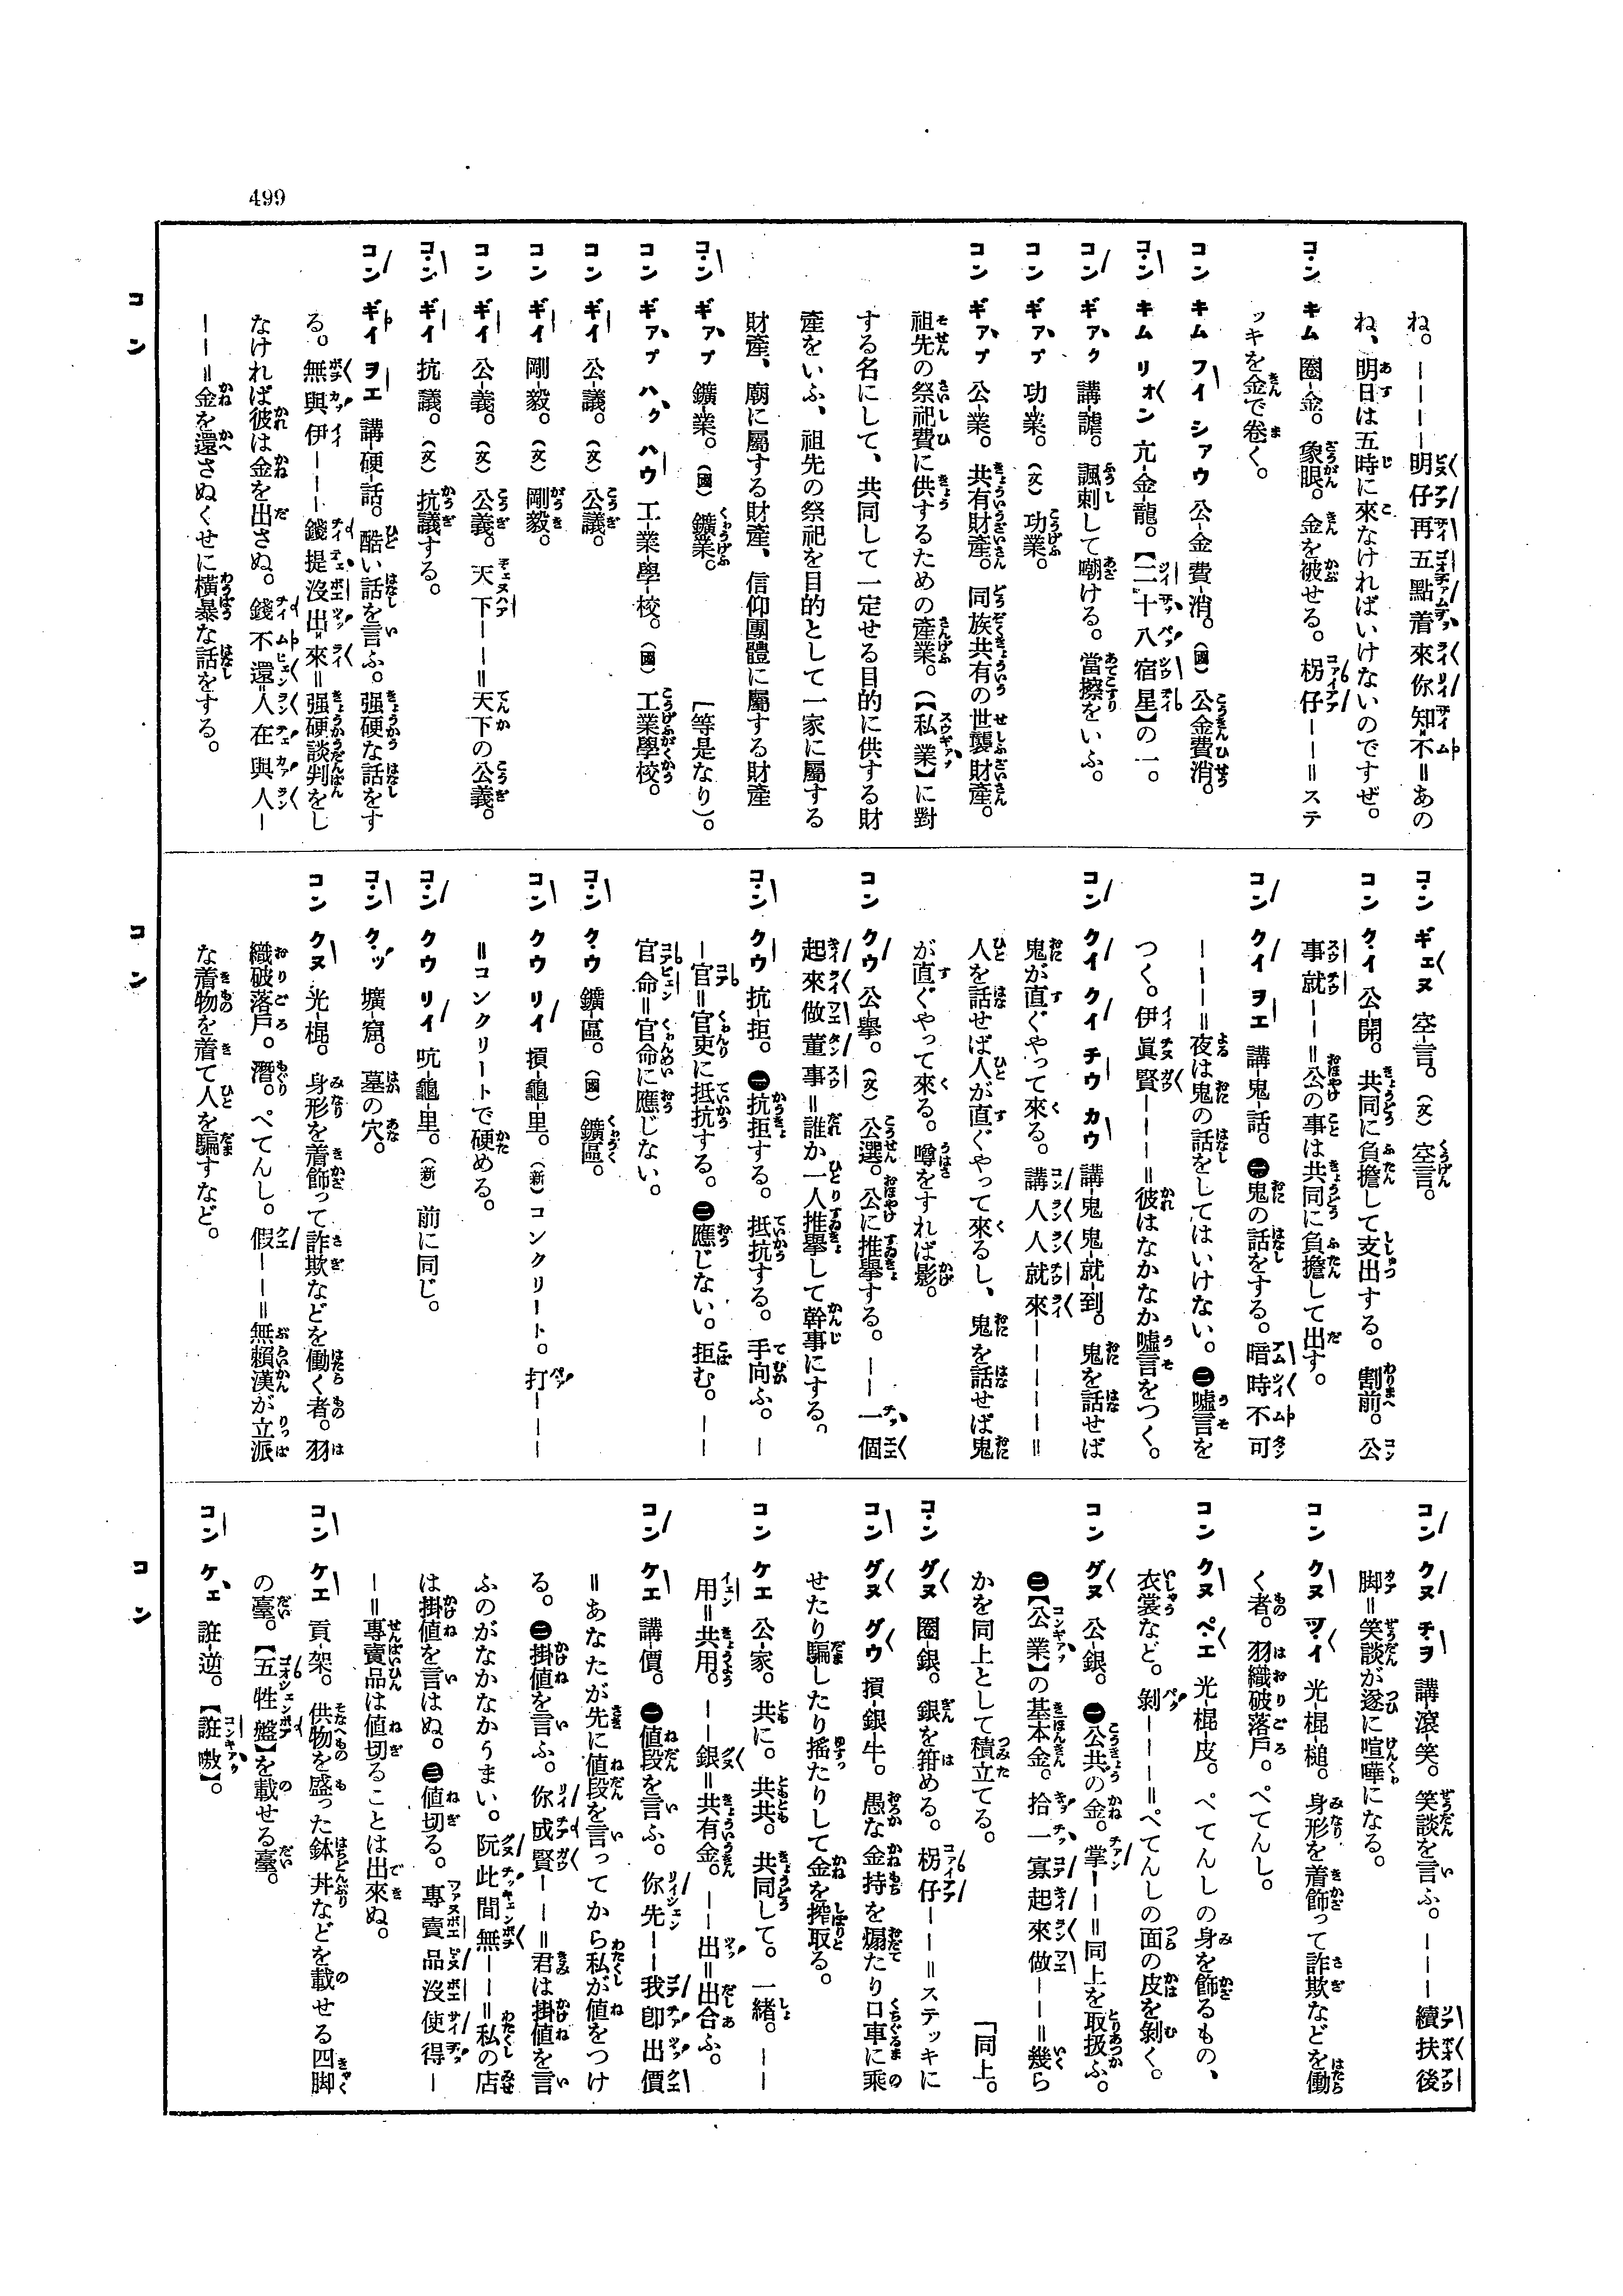 499
ね。――――明仔再五點着來你知不＝あの
ね、明日は五時に來なければいけないのですぜ。
コンキム 圈-金。象眼。金を被せる。枴仔――＝ステ
ッキを金で卷く。
コンキムフイシァウ 公-金費-消。(國) 公金費消。
コンキムリォン 亢-金-龍。【二十八宿星】の一。
コンギァク 講-謔。諷刺して嘲ける。當擦をいふ。
コンギァプ 功-業。(文) 功業。
コンギァプ 公-業。共有財産。同族共有の世襲財産。
祖先の祭祀費に供するための產業。(【私業】に對
する名にして、共同して一定せる目的に供する財
產をいふ、祖先の祭祀を目的として一家に屬する
財產、廟に屬する財產、信仰團體に屬する財產
「等是なり)。
コンギァプ 鑛-業。(國) 鑛業。
コンギァプハクハウ 工-業-學-校。(國) 工業學校。
コンギイ 公-議。(文) 公議。
コンギイ 剛-毅。(文) 剛毅。
コンギイ 公-義。(文) 公義。天下――＝天下の公義。
コンギイ 抗-議。(文) 抗議する。
コンギイヲエ 講-硬-話。酷い話を言ふ。强硬な話をす
る。無與伊―――錢提沒出來＝强硬談判をし
なければ彼は金を出さぬ。錢不還人在與人―
――＝金を還さぬくせに橫暴な話をする。
コン
コンギェヌ 空-言。(文) 空言。
コンクイ 公-開。共同に負擔して支出する。割前。公
事就――＝公の事は共同に負擔して出す。
コンクイヲエ 講-鬼-話。㊀鬼の話をする。暗時不可
―――＝夜は鬼の話をしてはいけない。㊁噓言を
つく。伊眞賢―――＝彼はなかなか噓言をつく。
コンクイクイチウカウ 講-鬼鬼-就-到。鬼を話せば
鬼が直ぐやって來る。講人人就來―――――＝
人を話せば人が直ぐやって來るし、鬼を話せば鬼
が直ぐやって來る。噂をすれば影。
コンクウ 公-舉。(文) 公選。公に推擧する。――一個
起來做董事＝誰か一人推擧して幹事にする。
コンクウ 抗-拒。㊀抗拒する。抵抗する。手向ふ。―
―官＝官吏に抵抗する。㊁應じない。拒む。――
官命＝官命に應じない。
コンクウ 鑛-區。(國) 鑛區。
コンクウリイ 摃-龜-里。(新) コンクリート。打―――
＝コンクリートで硬める。
コンクウリイ 吭-龜-里。(新) 前に同じ。
コンクッ 壙-窟。墓の穴。
コンクヌ 光-棍。身形を着飾って詐欺などを働く者。羽
織破落戶。潛。ぺてんし。假――＝無賴漢が立派
な着物を着て人を騙すなど。
コン
コンクヌチヲ 講-滾-笑。笑談を言ふ。―――續扶後
脚＝笑談が遂に喧嘩になる。
コンクヌツイ 光-棍-槌。身形を着飾って詐欺などを働
く者。羽織破落戶。ぺてんし。
コンクヌペエ 光-棍皮。ぺてんしの身を飾るもの、
衣裳など。剝―――＝ぺてんしの面の皮を剝く。
コングヌ 公-銀。㊀公共の金。掌――＝同上を取扱ふ。
㊁【公業】の基本金。拾一寡起來做――＝幾ら
かを同上として積立てる。
「同上。
コングヌ 圈-銀。銀を箝める。枴仔――＝ステッキに
コングヌグウ 摃-銀-牛。愚な金持を煽たり口車に乘
せたり騙したり搖たりして金を搾取る。
コンケエ 公-家。共に。共共。共同して。一緒。――
用＝共用。――銀＝共有金。――出＝出合ふ。
コンケエ 講-價。㊀値段を言ふ。你先――我卽出價
＝あなたが先に値段を言ってから私が値をつけ
る。㊁掛値を言ふ。你成賢――＝君は掛値を言
ふのがなかなかうまい。阮此間無――＝私の店
は掛値を言はぬ。㊂値切る。專賣品沒使得―
―＝專賣品は値切ることは出來ぬ。
コンケエ 貢-架。供物を盛った鉢丼などを載せる四脚
の臺。【五牲盤】を載せる臺。
コンケェ 誑-逆。【誑噭】。
コン